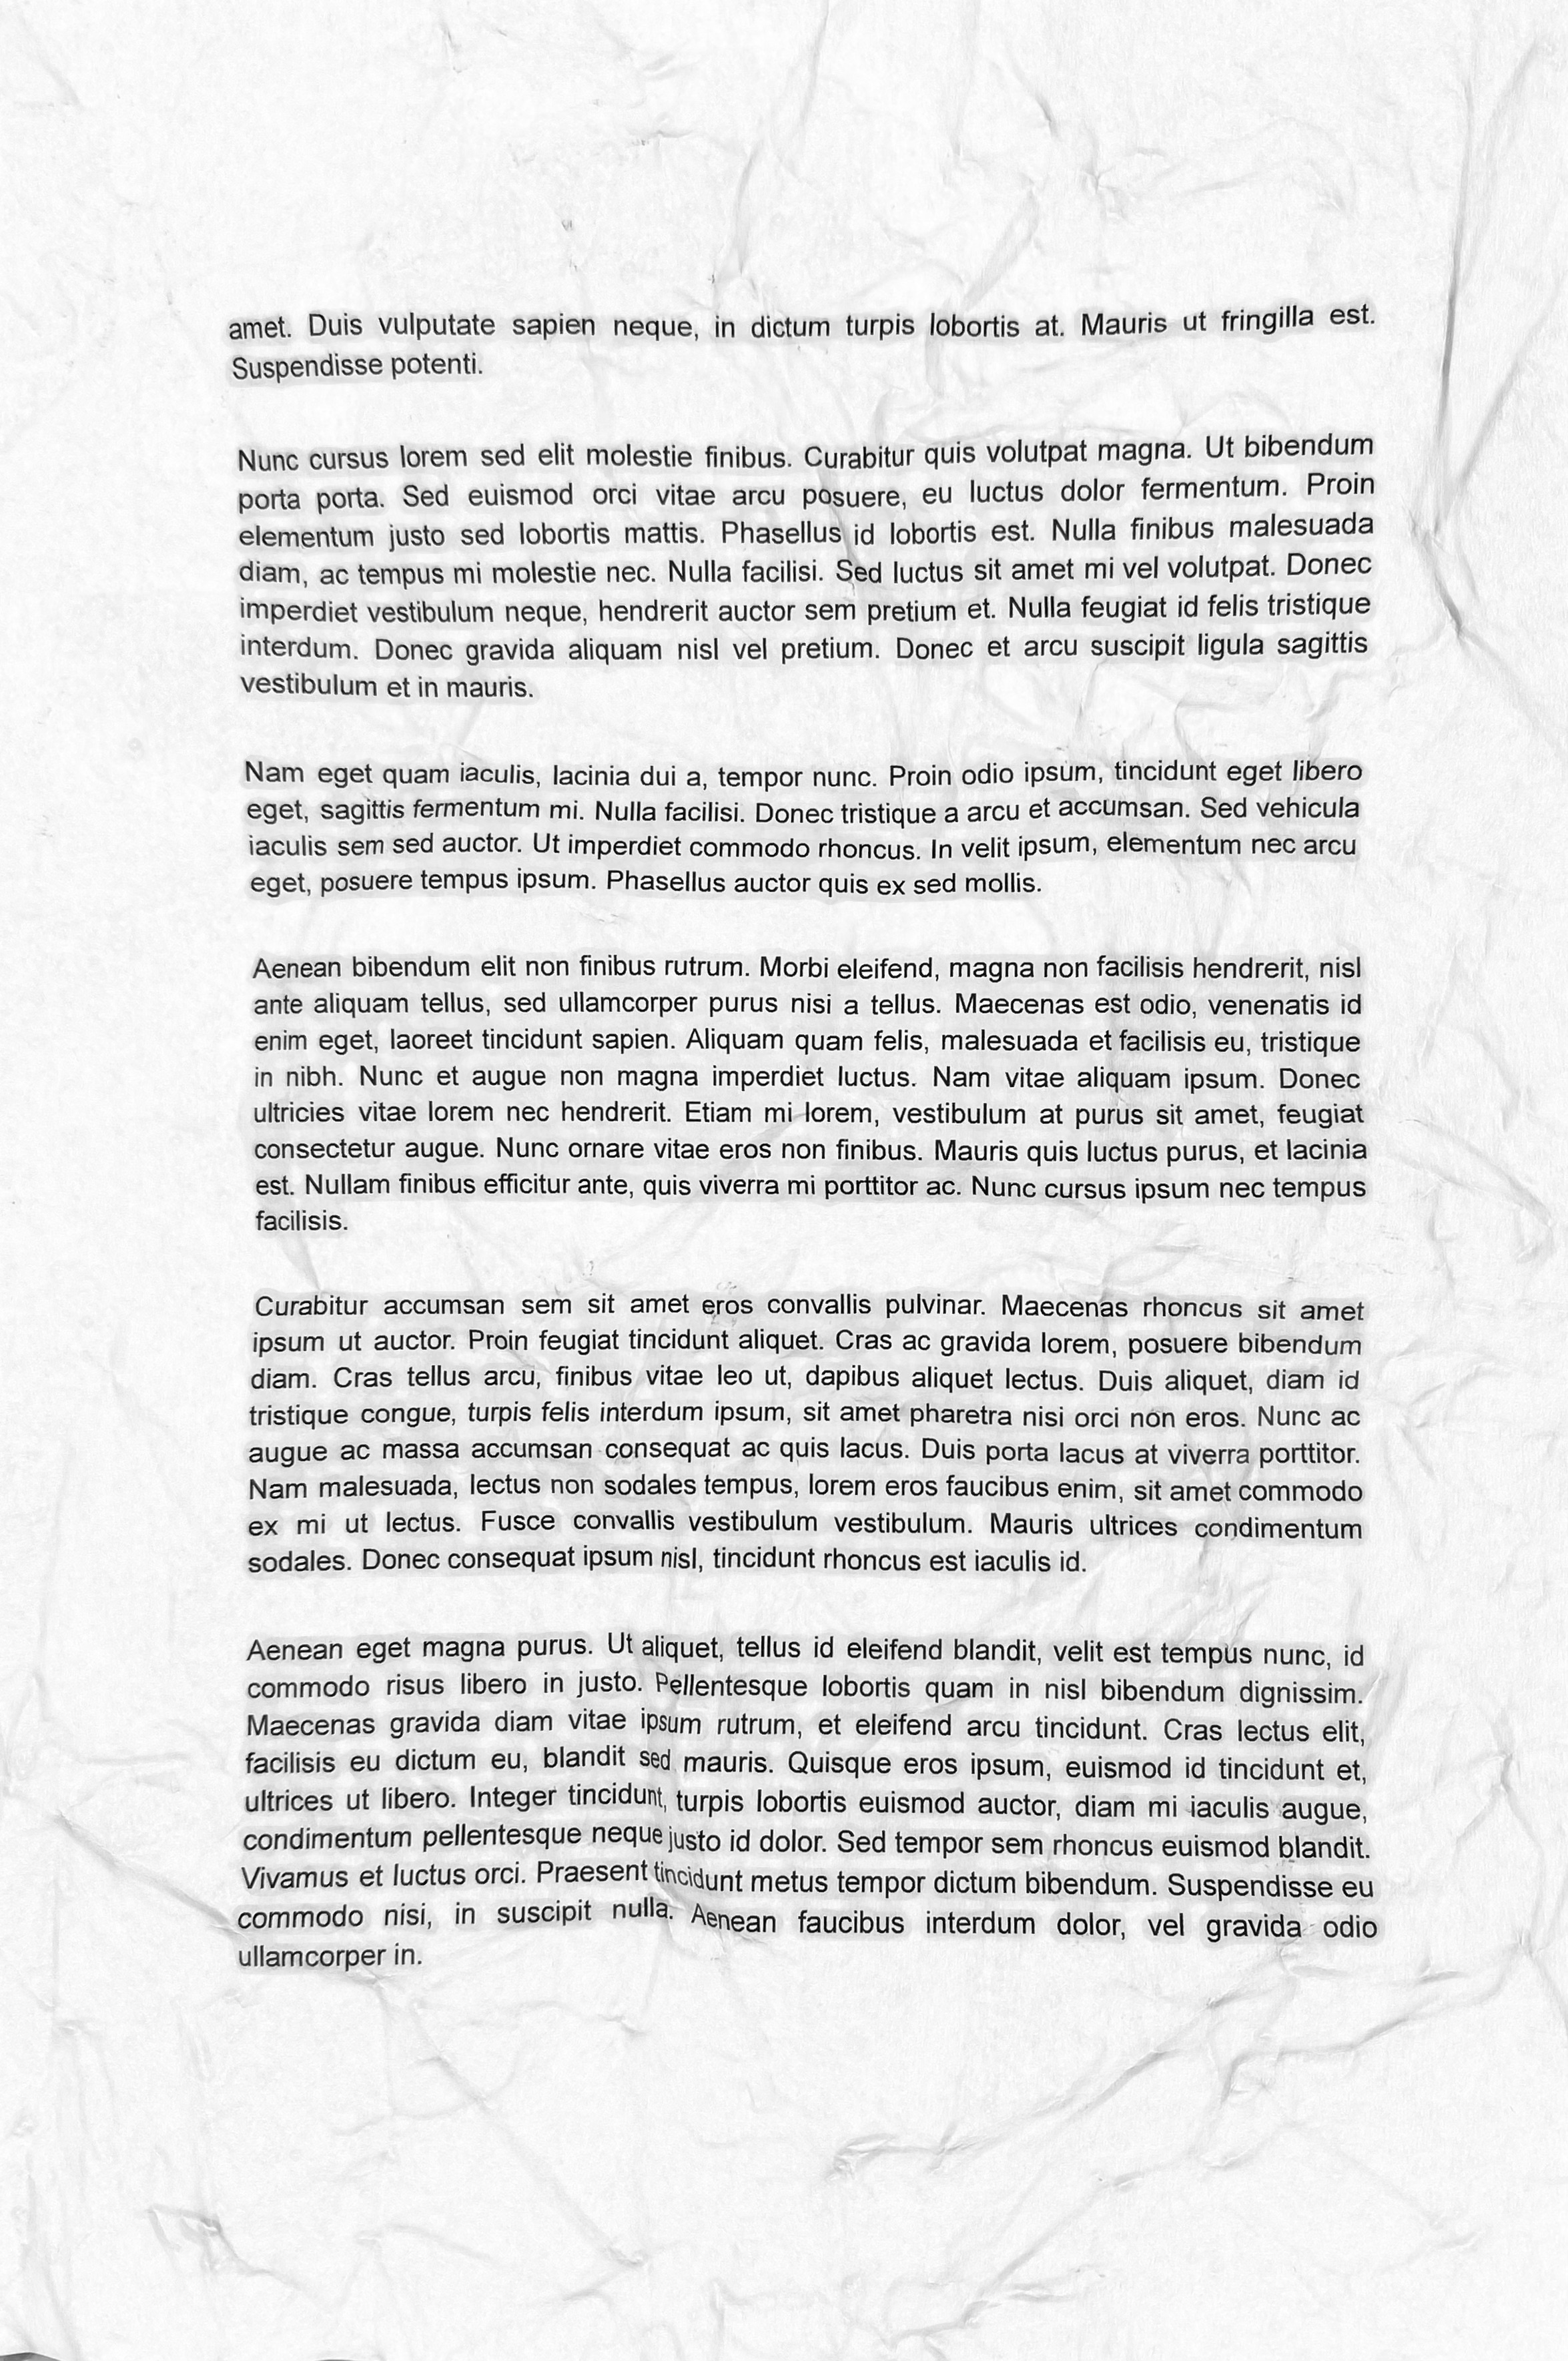 amet. Duis vulputate sapien neque, in dictum turpis lobortis at. Mauris ut fringilla est.
Suspendisse potenti.
Nunc cursus lorem sed elit molestie finibus. Curabitur quis volutpat magna. Ut bibendum
porta porta. Sed euismod orci vitae arcu posuere, eu luctus dolor fermentum. Proin
elementum justo sed lobortis mattis. Phasellus id lobortis est. Nulla finibus malesuada
diam, ac tempus mi molestie nec. Nulla facilisi. Sed luctus sit amet mi vel volutpat. Donec
imperdiet vestibulum neque, hendrerit auctor sem pretium et. Nulla feugiat id felis tristique
interdum. Donec gravida aliquam nisl vel pretium. Donec et arcu suscipit ligula sagittis
vestibulum et in mauris.
Nam eget quam iaculis, lacinia dui a, tempor nunc. Proin odio ipsum, tincidunt eget libero
eget, sagittis fermentum mi. Nulla facilisi. Donec tristique a arcu et accumsan. Sed vehicula
iaculis sem sed auctor. Ut imperdiet commodo rhoncus. In velit ipsum, elementum nec arcu
eget, posuere tempus ipsum. Phasellus auctor quis ex sed mollis.
Aenean bibendum elit non finibus rutrum. Morbi eleifend, magna non facilisis hendrerit, nisl
ante aliquam tellus, sed ullamcorper purus nisi a tellus. Maecenas est odio, venenatis id
enim eget, laoreet tincidunt sapien. Aliquam quam felis, malesuada et facilisis eu, tristique
in nibh. Nunc et augue non magna imperdiet luctus. Nam vitae aliquam ipsum. Donec
ultricies vitae lorem nec hendrerit. Etiam mi lorem, vestibulum at purus sit amet, feugiat
consectetur augue. Nunc ornare vitae eros non finibus. Mauris quis luctus purus, et lacinia
est. Nullam finibus efficitur ante, quis viverra mi porttitor ac. Nunc cursus ipsum nec tempus
facilisis.
Curabitur accumsan sem sit amet eros convallis pulvinar. Maecenas rhoncus sit amet
ipsum ut auctor. Proin feugiat tincidunt aliquet. Cras ac gravida lorem, posuere bibendum
diam. Cras tellus arcu, finibus vitae leo ut, dapibus aliquet lectus. Duis aliquet, diam id
tristique congue, turpis felis interdum ipsum, sit amet pharetra nisi orci non eros. Nunc ac
augue ac massa accumsan consequat ac quis lacus. Duis porta lacus at viverra porttitor.
Nam malesuada, lectus non sodales tempus, lorem eros faucibus enim, sit amet commodo
ex mi ut lectus. Fusce convallis vestibulum vestibulum. Mauris ultrices condimentum
sodales. Donec consequat ipsum nisl, tincidunt rhoncus est iaculis id.
Aenean eget magna purus. Ut aliquet, tellus id eleifend blandit, velit est tempus nunc, id
commodo risus libero in justo. Pellentesque lobortis quam in nisl bibendum dignissim.
Maecenas gravida diam vitae ipsum rutrum, et eleifend arcu tincidunt. Cras lectus elit,
facilisis eu dictum eu, blandit sed mauris. Quisque eros ipsum, euismod id tincidunt et,
ultrices ut libero. Integer tincidunt, turpis lobortis euismod auctor, diam mi iaculis augue,
condimentum pellentesque neque justo id dolor. Sed tempor sem rhoncus euismod blandit.
Vivamus et luctus orci. Praesent tincidunt metus tempor dictum bibendum. Suspendisse eu
commodo nisi, in suscipit nulla. Aenean faucibus interdum dolor, vel gravida odio
ullamcorper in.